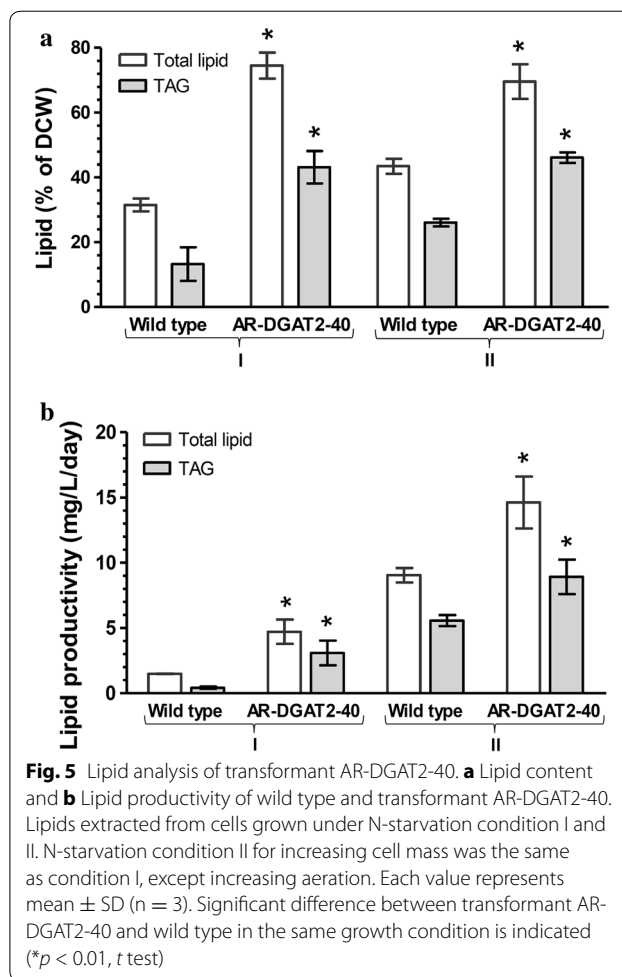 a
80
60
40
20
0
Lipid (% of DCW)
Total lipid
TAG
*
*
*
*
Wild type AR-DGAT2-40 Wild type AR-DGAT2-40
I II
b
20
15
10
5
0
Lipid productivity (mg/L/day)
Total lipid
TAG
*
*
*
*
Wild type AR-DGAT2-40 Wild type AR-DGAT2-40
I II
Fig. 5 Lipid analysis of transformant AR-DGAT2-40. a Lipid content
and b Lipid productivity of wild type and transformant AR-DGAT2-40.
Lipids extracted from cells grown under N-starvation condition I and
II. N-starvation condition II for increasing cell mass was the same
as condition I, except increasing aeration. Each value represents
mean ± SD (n = 3). Significant difference between transformant AR-
DGAT2-40 and wild type in the same growth condition is indicated
(*p < 0.01, t test)